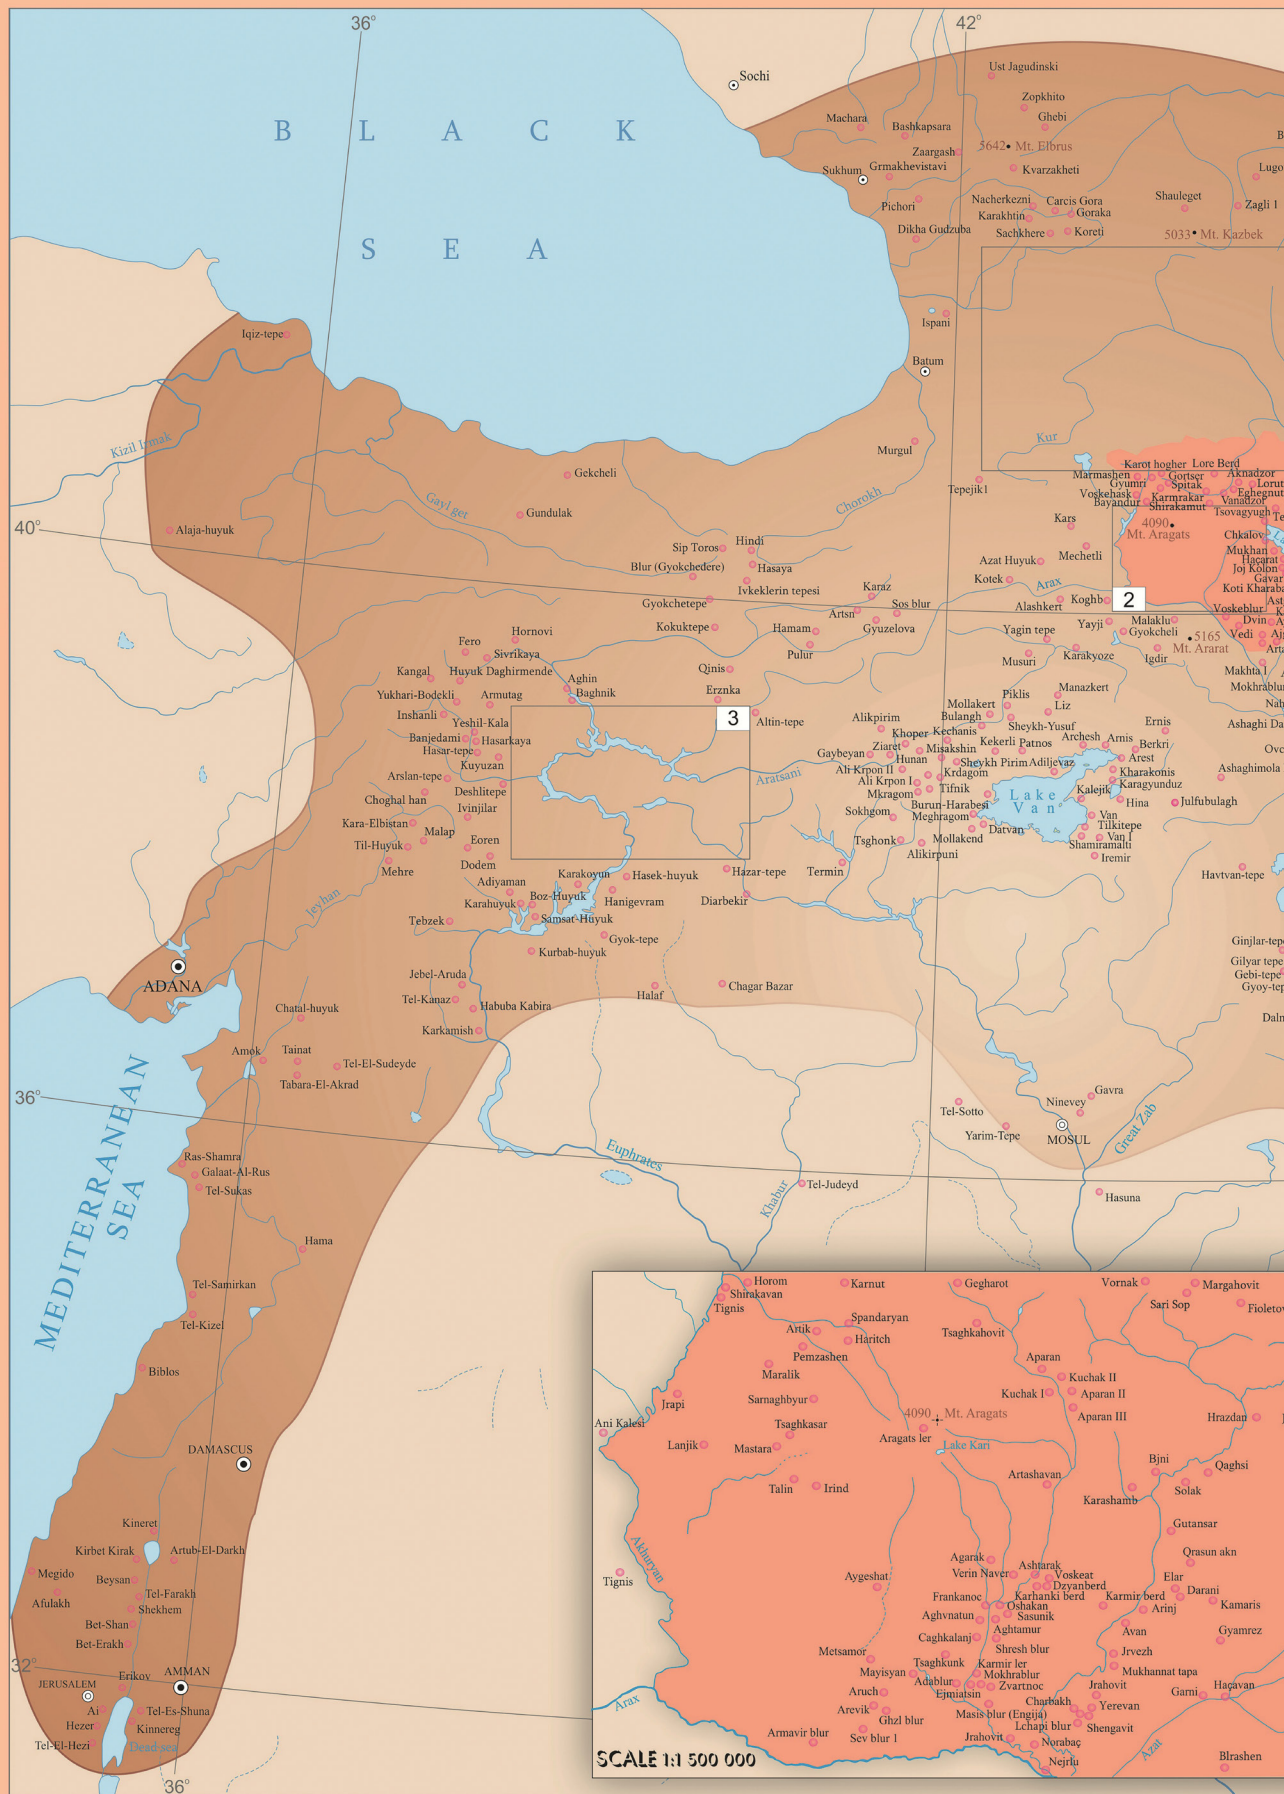 36°
42°
Sochi
Ust Jagudinski
Zopkhito
Machara
Ghebi
Bashkapsara
BLACK
5642 Mt. Elbrus
Zaargash
Sukhum
Grmakhevistavi
Kvarzakheti
Lugo
Shauleget
Nacherkezni
Carcis Gora
Zagli 1
Pichori
Karakhtin
Goraka
Dikha Gudzuba
Sachkhere
Koreti
5033 Mt. Kazbek
SEA
Ispani
Iqiz-tepe
Batum
Kizil Irmak
Kur
Murgul
Gekcheli
Karot hogher
Lore Berd
Marmashen
Gortser
Aknadzor
Tepejik1
Gyumri
Spitak
Lorut
Voskehask
Karmrakar
Eghegnut
Bayandur
Shirakamut
Vanadzor
Gayl get
Chorokh
Gundulak
Tsovagyugh
Kars
4090
Mt. Aragats
40°
Alaja-huyuk
Chkalov
Sip Toros
Hindi
Mechetli
Mukhan
Azat Huyuk
Hacarat
Blur (Gyokchedere)
Hasaya
Joj Kolon
Kotek
Arax
Gavar
Ivkeklerin tepesi
Karaz
Koti Kharaba
Gyokchetepe
Sos blur
Alashkert
Koghb
2
Artsn
Voskeblur
Kokuktepe
Hamam
Gyuzelova
Yayji
Malaklu
Dvin
Hornovi
Yagin tepe
Gyokcheli
5165
Mt. Ararat
Vedi
Fero
Sivrikaya
Pulur
Musuri
Karakyoze
Igdir
Kangal
Huyuk Daghirmende
Qinis
Makhta 1
Aghin
Yukhari-Bodekli
Armutag
Baghnik
Erznka
Piklis
Manazkert
Mokhrablur
Inshanli
Yeshil-Kala
3
Altin-tepe
Alikpirim
Mollakert
Liz
Bulangh
Sheykh-Yusuf
Ernis
Ashaghi Da
Banjedami
Hasarkaya
Khoper
Kechanis
Archesh
Arnis
Hasar-tepe
Ziaret
Misakshin
Kekerli
Patnos
Berkri
Gaybeyan
Hunan
Sheykh Pirim
Adiljevaz
Arest
Kuyuzan
Aratsani
Ali Krpon II
Krdagom
Kharakonis
Ashaghimola
Arslan-tepe
Ali Krpon I
Karagyunduz
Deshlitepe
Mkragom
Tifnik
Lake
Van
Kalejik
Choghal han
Ivinjilar
Burun-Harabesi
Hina
Julfubulagh
Sokhgom
Meghragom
Van
Kara-Elbistan
Malap
Datvan
Tilkitepe
Til-Huyuk
Eoren
Tsghonk
Mollakend
Van I
Shamiramalti
Alikirpuni
Iremir
Mehre
Dodem
Termin
Havtvan-tepe
Adiyaman
Karakoyun
Hasek-huyuk
Hazar-tepe
Jeyhan
Boz-Huyuk
Karahuyuk
Hanigevram
Diarbekir
Tebzek
Samsat-Huyuk
Gyok-tepe
Ginjlar-tepe
Kurbab-huyuk
Gilyar tepe
ADANA
Jebel-Aruda
Gebi-tepe
Chagar Bazar
Gyoy-tep
Tel-Kanaz
Halaf
Chatal-huyuk
Habuba Kabira
Karkamish
Amok
Tainat
Tel-El-Sudeyde
Tabara-El-Akrad
Gavra
36°
Tel-Sotto
Ninevey
Yarim-Tepe
MOSUL
Great Zab
MEDITERRANEAN
SEA
Ras-Shamra
Euphrates
Galaat-Al-Rus
Tel-Sukas
Khabur
Tel-Judeyd
Hasuna
Hama
Tel-Samirkan
Tel-Kizel
Biblos
DAMASCUS
Kineret
Kirbet Kirak
Artub-El-Darkh
Megido
Beysan
Afulakh
Tel-Farakh
Shekhem
Bet-Shan
Bet-Erakh
32°
Erikov
AMMAN
JERUSALEM
Ai
Tel-Es-Shuna
Hezer
Kinnereg
Tel-El-Hezi
Dead sea
36°
Horom
Karnut
Gegharot
Vornak
Margahovit
Shirakavan
Tignis
Sari Sop
Fioletov
Spandaryan
Artik
Tsaghkahovit
Haritch
Pemzashen
Aparan
Maralik
Kuchak II
Jrapi
Sarnaghbyur
Kuchak I
Aparan II
Ani Kalesi
4090 Mt. Aragats
Aparan III
Hrazdan
Tsaghkasar
Aragats ler
Lanjik
Mastara
Lake Kari
Bjni
Artashavan
Qaghsi
Talin
Irind
Karashamb
Solak
Gutansar
Akhuryan
Agarak
Qrasun akn
Tignis
Aygeshat
Verin Naver
Ashtarak
Voskeat
Elar
Dzyanberd
Darani
Frankanoc
Karhanki berd
Karmir berd
Oshakan
Arinj
Kamaris
Aghvnatun
Sasunik
Aghtamur
Avan
Caghkalanj
Gyamrez
Metsamor
Shresh blur
Tsaghkunk
Jrvezh
Mayisyan
Karmir ler
Mokhrablur
Mukhannat tapa
Adablur
Zvartnoc
Jrahovit
Aruch
Ejmiatsin
Garni
Haçavan
Arax
Arevik
Masis blur (Engija)
Charbakh
Yerevan
Ghzl blur
Lchapi blur
Shengavit
Armavir blur
Sev blur 1
Jrahovit
Norabaç
Azat
Nejrlu
Blrashen
SCALE 1:1 500 000